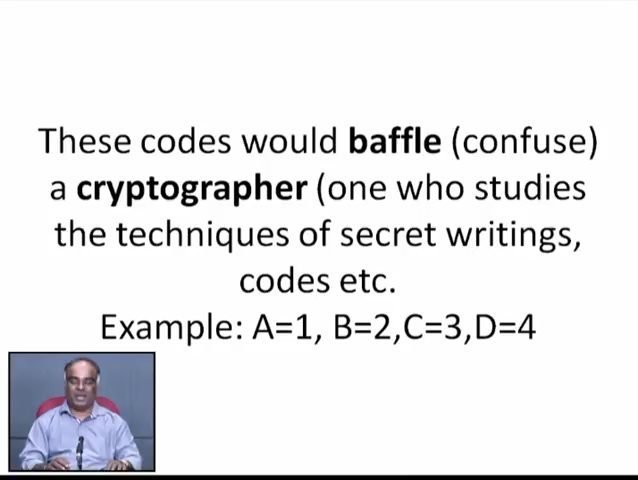 These codes would baffle (confuse)
a cryptographer (one who studies
the techniques of secret writings,
codes etc.
Example: A=1, B=2,C=3,D=4